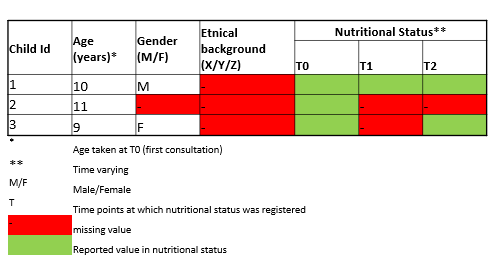 Child Id Age (years)* Gender (M/F) Etnical background (X/Y/Z) Nutritional Status**
T0 T1 T2
1 10 M -
2 11 - - - -
3 9 F - -
* Age taken at T0 (first consultation)
** Time varying
M/F Male/Female
T Time points at which nutritional status was registered
- missing value
Reported value in nutritional status